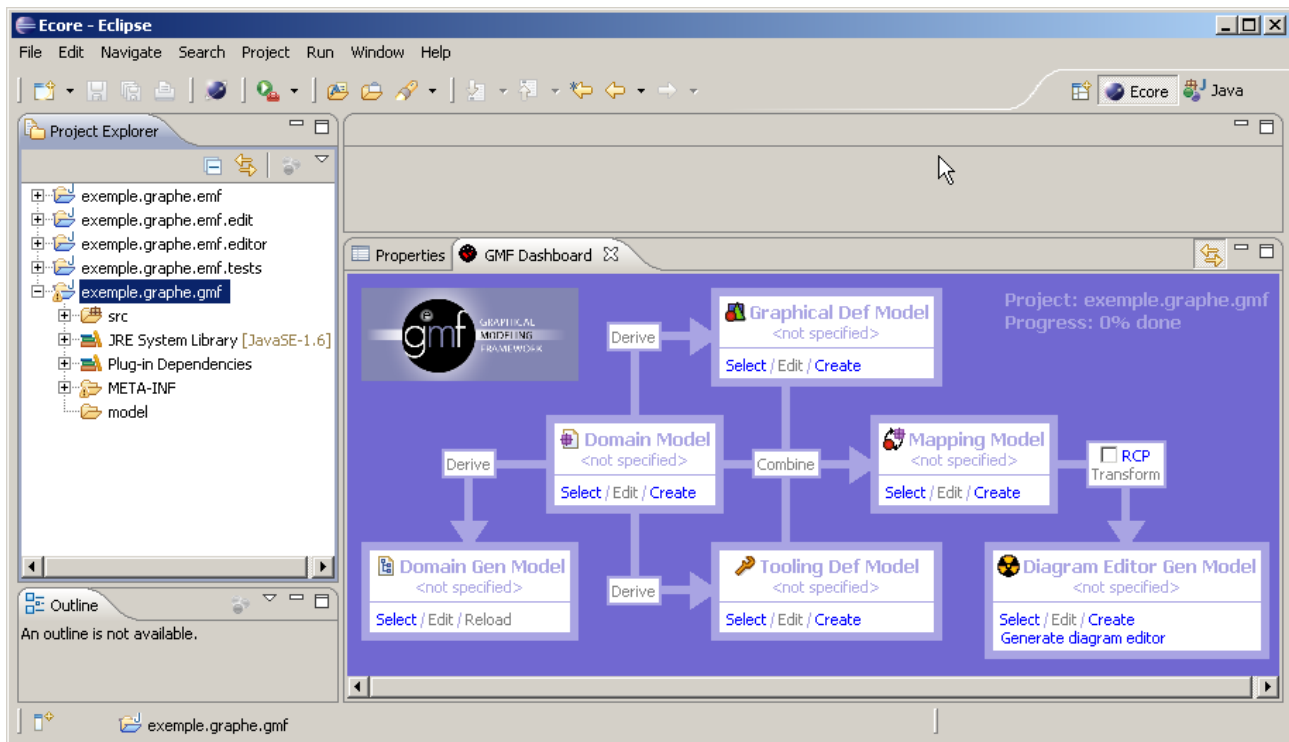 Ecore - Eclipse
File Edit Navigate Search Project Run Window Help
Ecore Java
Project Explorer
exemple.graphe.emf
exemple.graphe.emf.edit
exemple.graphe.emf.editor
exemple.graphe.emf.tests
exemple.graphe.gmf
src
JRE System Library [JavaSE-1.6]
Plug-in Dependencies
META-INF
model
Outline
An outline is not available.
Properties GMF Dashboard
gmf
GRAPHICAL
MODELING
FRAMEWORK
Project: exemple.graphe.gmf
Progress: 0% done
Derive
Graphical Def Model
<not specified>
Select / Edit / Create
Derive
Domain Model
<not specified>
Select / Edit / Create
Combine
Mapping Model
<not specified>
Select / Edit / Create
RCP
Transform
Domain Gen Model
<not specified>
Select / Edit / Reload
Derive
Tooling Def Model
<not specified>
Select / Edit / Create
Diagram Editor Gen Model
<not specified>
Select / Edit / Create
Generate diagram editor
exemple.graphe.gmf